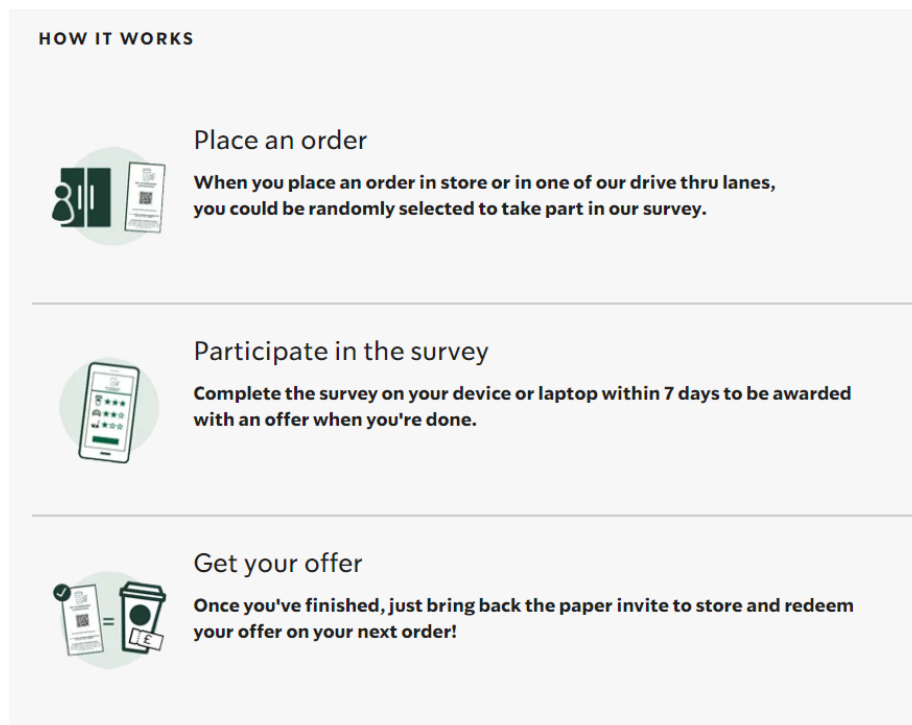 HOW IT WORKS
Place an order
When you place an order in store or in one of our drive thru lanes,
you could be randomly selected to take part in our survey.
Participate in the survey
Complete the survey on your device or laptop within 7 days to be awarded
with an offer when you're done.
Get your offer
Once you've finished, just bring back the paper invite to store and redeem
your offer on your next order!
=
£